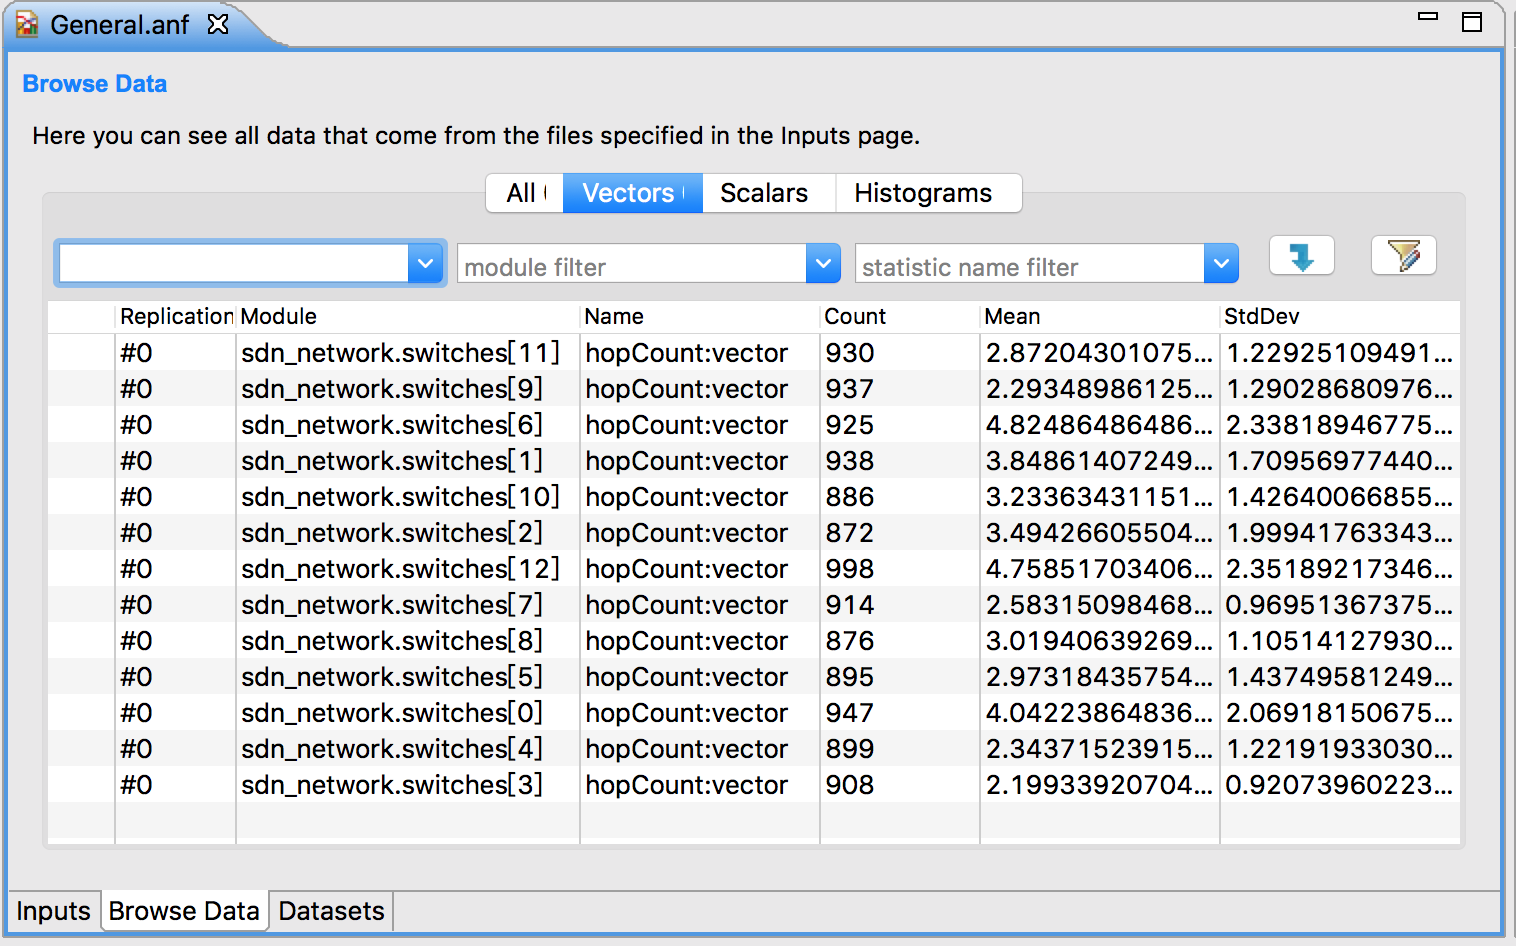 General.anf
Browse Data
Here you can see all data that come from the files specified in the Inputs page.
All Vectors Scalars Histograms
module filter statistic name filter
Replication Module Name Count Mean StdDev
#0 sdn_network.switches[11] hopCount:vector 930 2.87204301075... 1.22925109491...
#0 sdn_network.switches[9] hopCount:vector 937 2.29348986125... 1.29028680976...
#0 sdn_network.switches[6] hopCount:vector 925 4.82486486486... 2.33818946775...
#0 sdn_network.switches[1] hopCount:vector 938 3.84861407249... 1.70956977440...
#0 sdn_network.switches[10] hopCount:vector 886 3.23363431151... 1.42640066855...
#0 sdn_network.switches[2] hopCount:vector 872 3.49426605504... 1.99941763343...
#0 sdn_network.switches[12] hopCount:vector 998 4.75851703406... 2.35189217346...
#0 sdn_network.switches[7] hopCount:vector 914 2.58315098468... 0.96951367375...
#0 sdn_network.switches[8] hopCount:vector 876 3.01940639269... 1.10514127930...
#0 sdn_network.switches[5] hopCount:vector 895 2.97318435754... 1.43749581249...
#0 sdn_network.switches[0] hopCount:vector 947 4.04223864836... 2.06918150675...
#0 sdn_network.switches[4] hopCount:vector 899 2.34371523915... 1.22191933030...
#0 sdn_network.switches[3] hopCount:vector 908 2.19933920704... 0.92073960223...
Inputs Browse Data Datasets